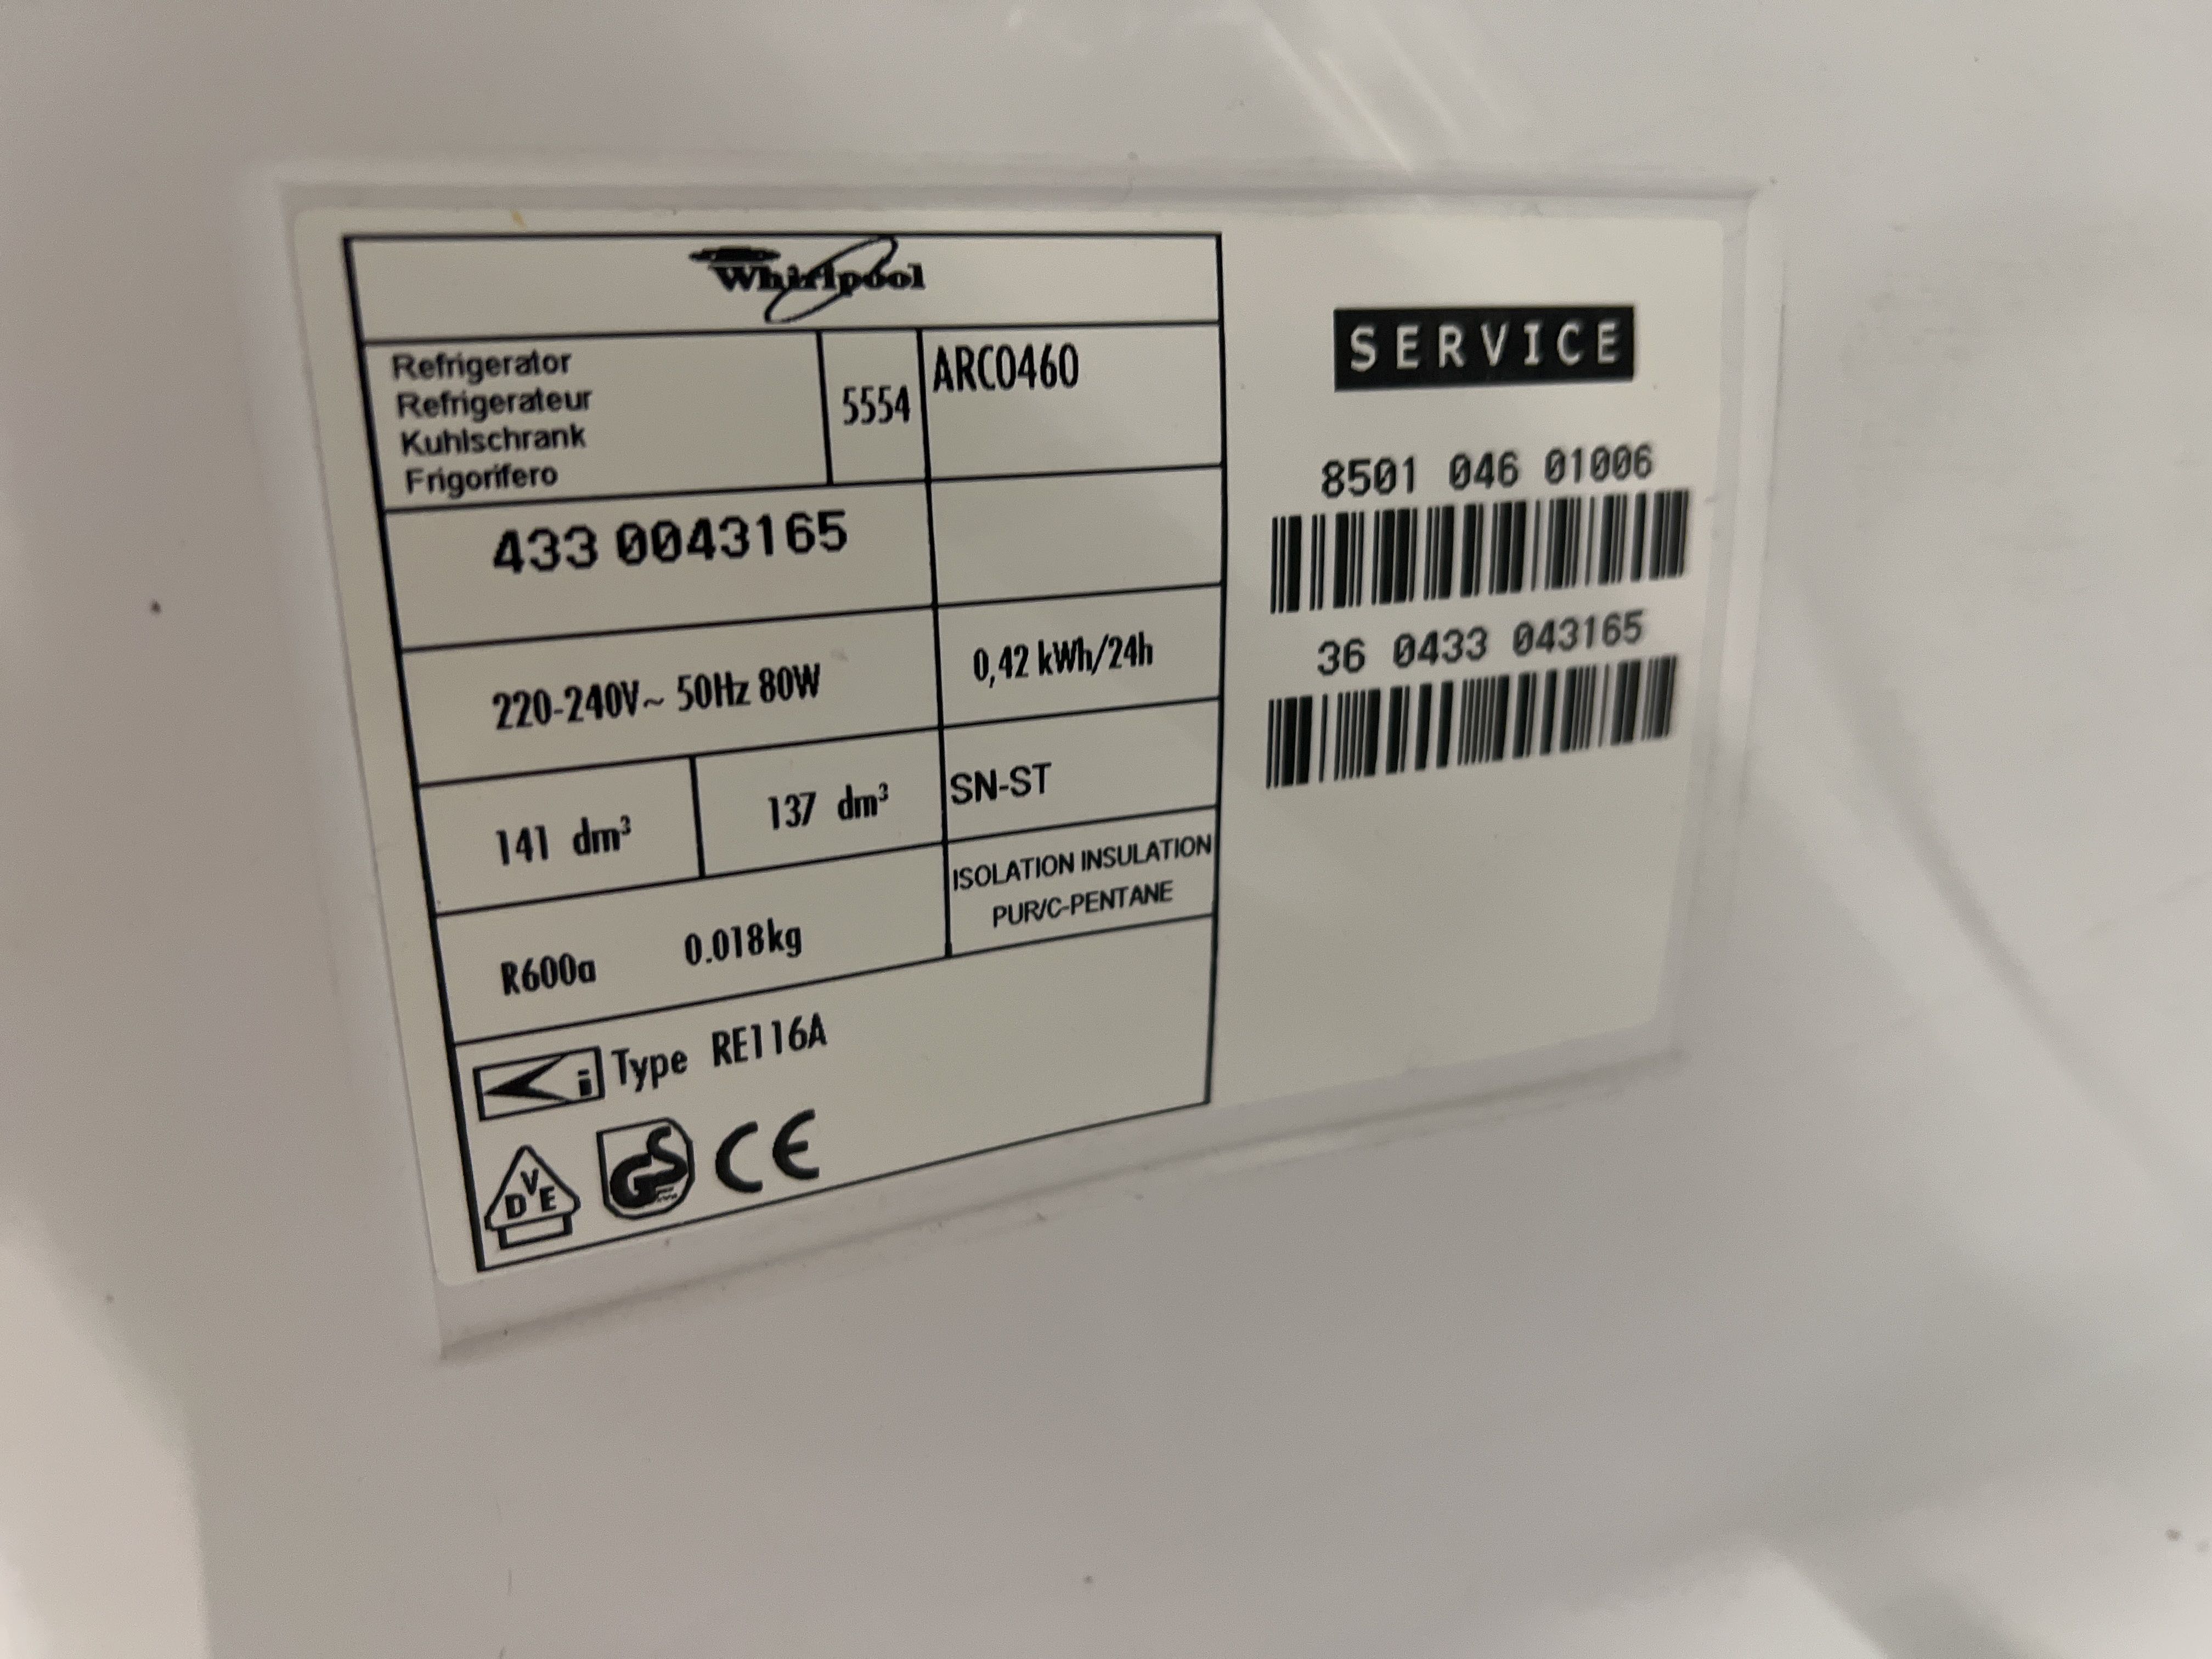 Whirlpool
Refrigerator
Refrigerateur
Kuhlschrank
Frigorifero
5554
ARC0460
433 0043165
220-240V~ 50Hz 80W
0,42 kWh/24h
141 dm³
137 dm³
SN-ST
R600a 0.018kg
ISOLATION INSULATION
PUR/C-PENTANE
i Type RE116A
DVE
GS CE
SERVICE
8501 046 01006
36 0433 043165